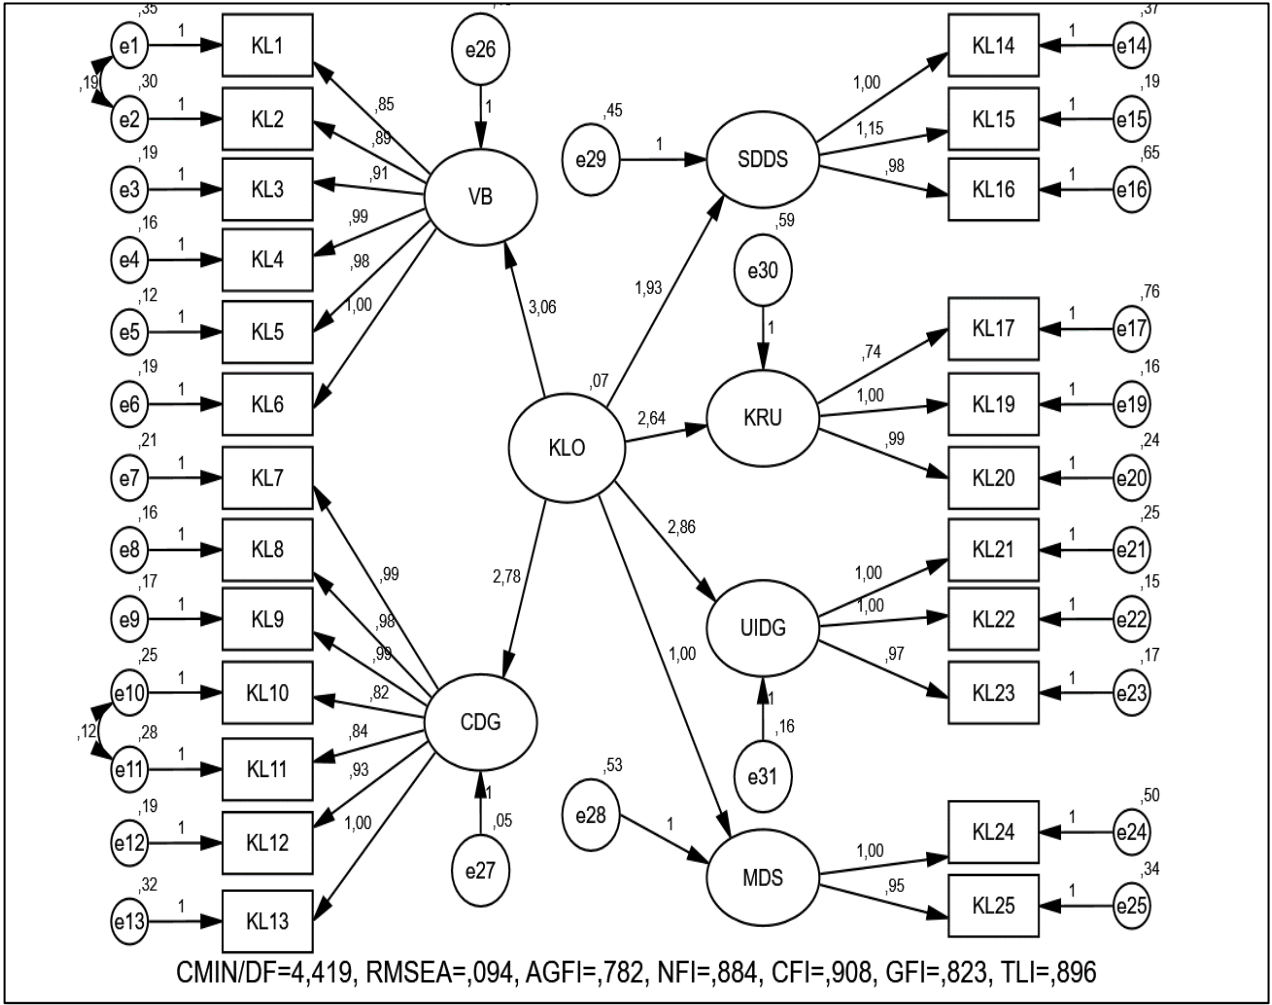 ,35
e1 1 KL1
,19
,30
e2 1 KL2
,19
e3 1 KL3
,16
e4 1 KL4
,12
e5 1 KL5
,19
e6 1 KL6
,21
e7 1 KL7
,16
e8 1 KL8
,17
e9 1 KL9
,25
e10 1 KL10
,12
,28
e11 1 KL11
,19
e12 1 KL12
,32
e13 1 KL13
e26
1
VB
,85
,89
,91
,99
,98
1,00
3,06
,07
KLO
2,78
,99
,98
,99
,82
,84
,93
1,00
CDG
1
,05
e27
,45
e29 1 SDDS
1,93
1,00
1,15
,98
,37
KL14 1 e14
,19
KL15 1 e15
,65
KL16 1 e16
,59
e30
1
2,64
KRU
,74
1,00
,99
,76
KL17 1 e17
,16
KL19 1 e19
,24
KL20 1 e20
2,86
UIDG
1,00
1,00
,97
1
,16
e31
,25
KL21 1 e21
,15
KL22 1 e22
,17
KL23 1 e23
1,00
,53
e28 1 MDS
1,00
,95
,50
KL24 1 e24
,34
KL25 1 e25
CMIN/DF=4,419, RMSEA=,094, AGFI=,782, NFI=,884, CFI=,908, GFI=,823, TLI=,896